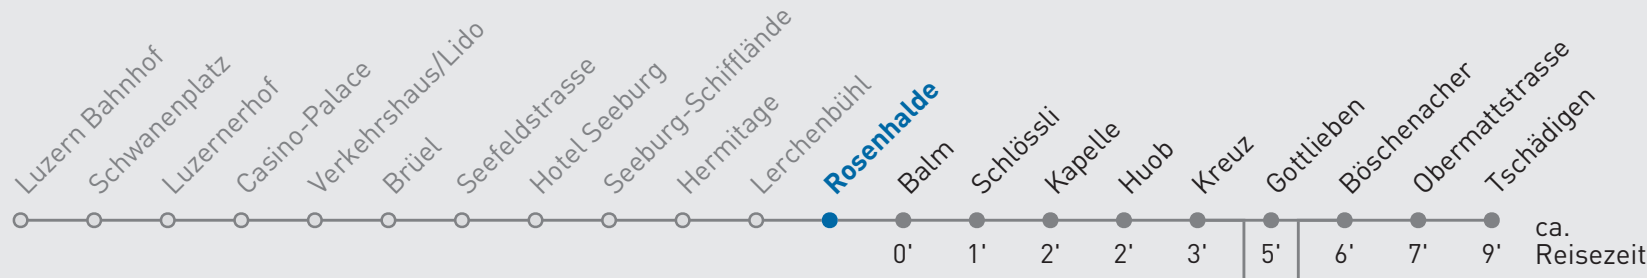 Luzern Bahnhof
Schwanenplatz
Luzernerhof
Casino-Palace
Verkehrshaus/Lido
Brüel
Seefeldstrasse
Hotel Seeburg
Seeburg-Schifflände
Hermitage
Lerchenbühl
Rosenhalde
Balm
Schlössli
Kapelle
Huob
Kreuz
Gottlieben
Böschenacher
Obermattstrasse
Tschädigen
0' 1' 2' 2' 3' 5' 6' 7' 9'
ca.
Reisezeit